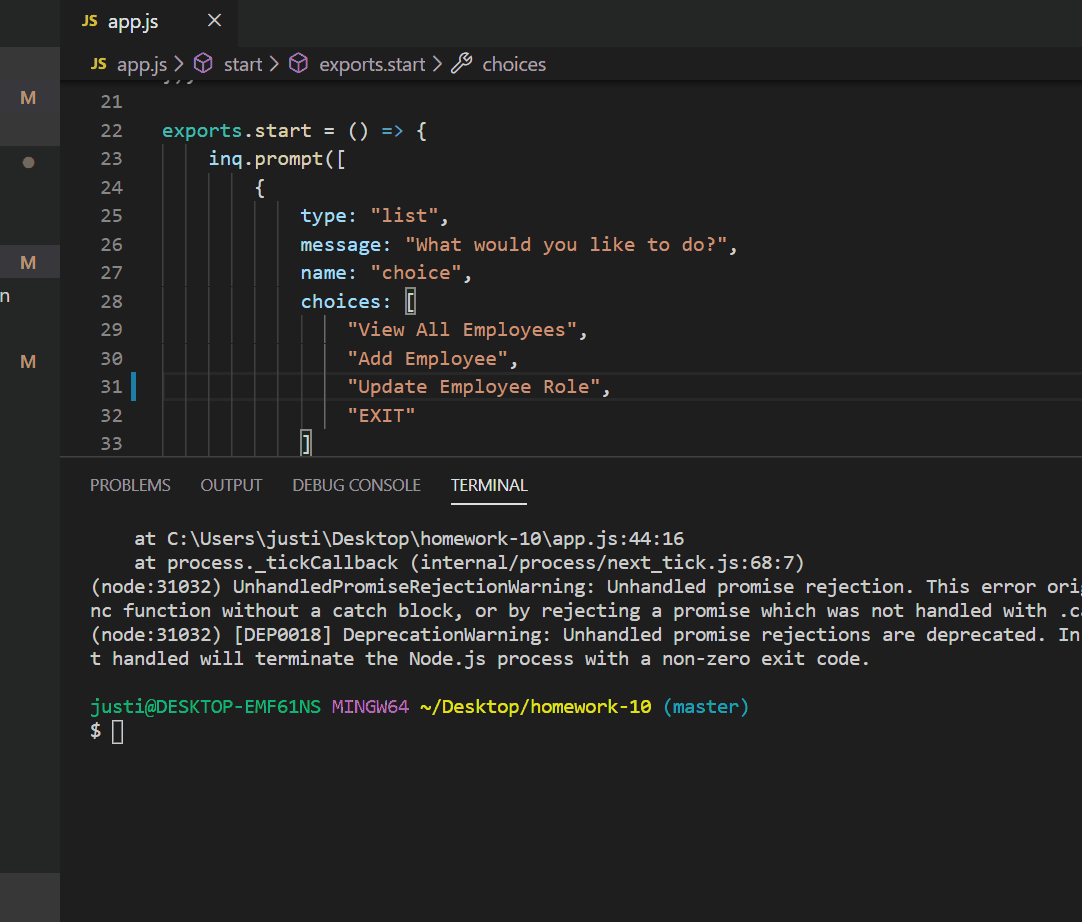 JS app.js ×
JS app.js > start > exports.start > choices
M
21
22 exports.start = () => {
23 inq.prompt([
24 {
25 type: "list",
26 message: "What would you like to do?",
27 name: "choice",
28 choices: [
29 "View All Employees",
30 "Add Employee",
31 "Update Employee Role",
32 "EXIT"
33 ]
M
n
M
PROBLEMS OUTPUT DEBUG CONSOLE TERMINAL
at C:\Users\justi\Desktop\homework-10\app.js:44:16
at process._tickCallback (internal/process/next_tick.js:68:7)
(node:31032) UnhandledPromiseRejectionWarning: Unhandled promise rejection. This error orig
nc function without a catch block, or by rejecting a promise which was not handled with .ca
(node:31032) [DEP0018] DeprecationWarning: Unhandled promise rejections are deprecated. In
t handled will terminate the Node.js process with a non-zero exit code.
justi@DESKTOP-EMF61NS MINGW64 ~/Desktop/homework-10 (master)
$